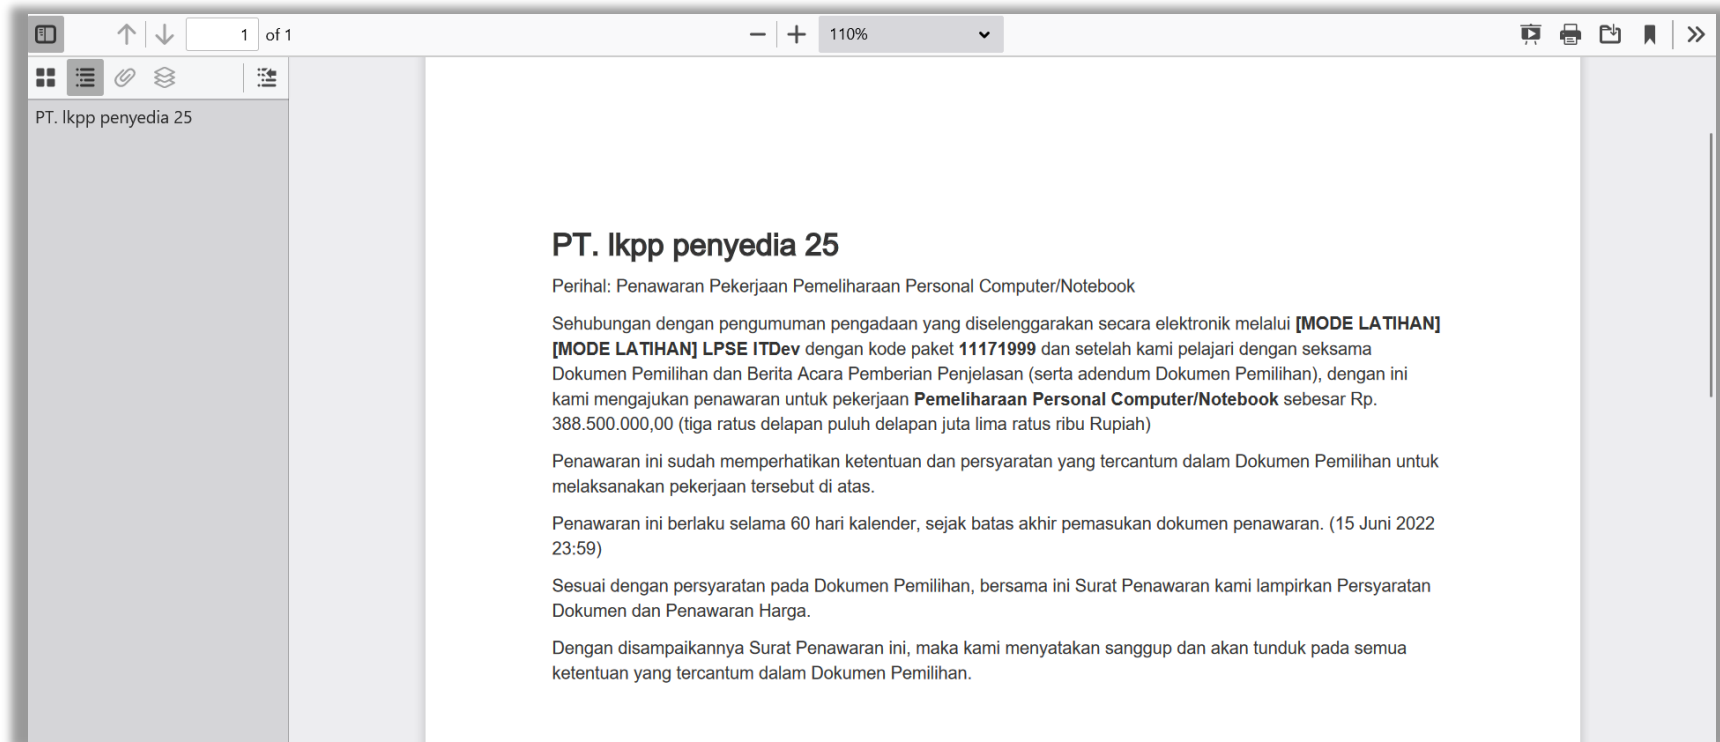 1 of 1
110%
PT. lkpp penyedia 25
PT. lkpp penyedia 25
Perihal: Penawaran Pekerjaan Pemeliharaan Personal Computer/Notebook
Sehubungan dengan pengumuman pengadaan yang diselenggarakan secara elektronik melalui [MODE LATIHAN]
[MODE LATIHAN] LPSE ITDev dengan kode paket 11171999 dan setelah kami pelajari dengan seksama
Dokumen Pemilihan dan Berita Acara Pemberian Penjelasan (serta adendum Dokumen Pemilihan), dengan ini
kami mengajukan penawaran untuk pekerjaan Pemeliharaan Personal Computer/Notebook sebesar Rp.
388.500.000,00 (tiga ratus delapan puluh delapan juta lima ratus ribu Rupiah)
Penawaran ini sudah memperhatikan ketentuan dan persyaratan yang tercantum dalam Dokumen Pemilihan untuk
melaksanakan pekerjaan tersebut di atas.
Penawaran ini berlaku selama 60 hari kalender, sejak batas akhir pemasukan dokumen penawaran. (15 Juni 2022
23:59)
Sesuai dengan persyaratan pada Dokumen Pemilihan, bersama ini Surat Penawaran kami lampirkan Persyaratan
Dokumen dan Penawaran Harga.
Dengan disampaikannya Surat Penawaran ini, maka kami menyatakan sanggup dan akan tunduk pada semua
ketentuan yang tercantum dalam Dokumen Pemilihan.